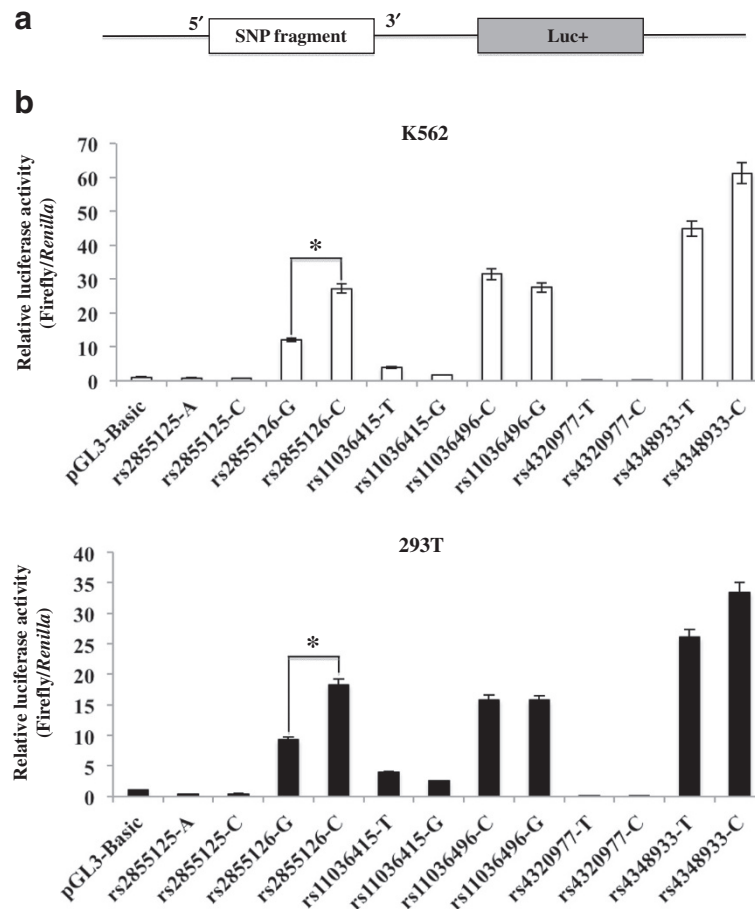 a
5′ SNP fragment 3′ Luc+
b
K562
Relative luciferase activity
(Firefly/Renilla)
70
60
50
40
30
20
10
0
*
pGL3-Basic
rs2855125-A
rs2855125-C
rs2855126-G
rs2855126-C
rs11036415-T
rs11036415-G
rs11036496-C
rs11036496-G
rs4320977-T
rs4320977-C
rs4348933-T
rs4348933-C
293T
Relative luciferase activity
(Firefly/Renilla)
40
35
30
25
20
15
10
5
0
*
pGL3-Basic
rs2855125-A
rs2855125-C
rs2855126-G
rs2855126-C
rs11036415-T
rs11036415-G
rs11036496-C
rs11036496-G
rs4320977-T
rs4320977-C
rs4348933-T
rs4348933-C